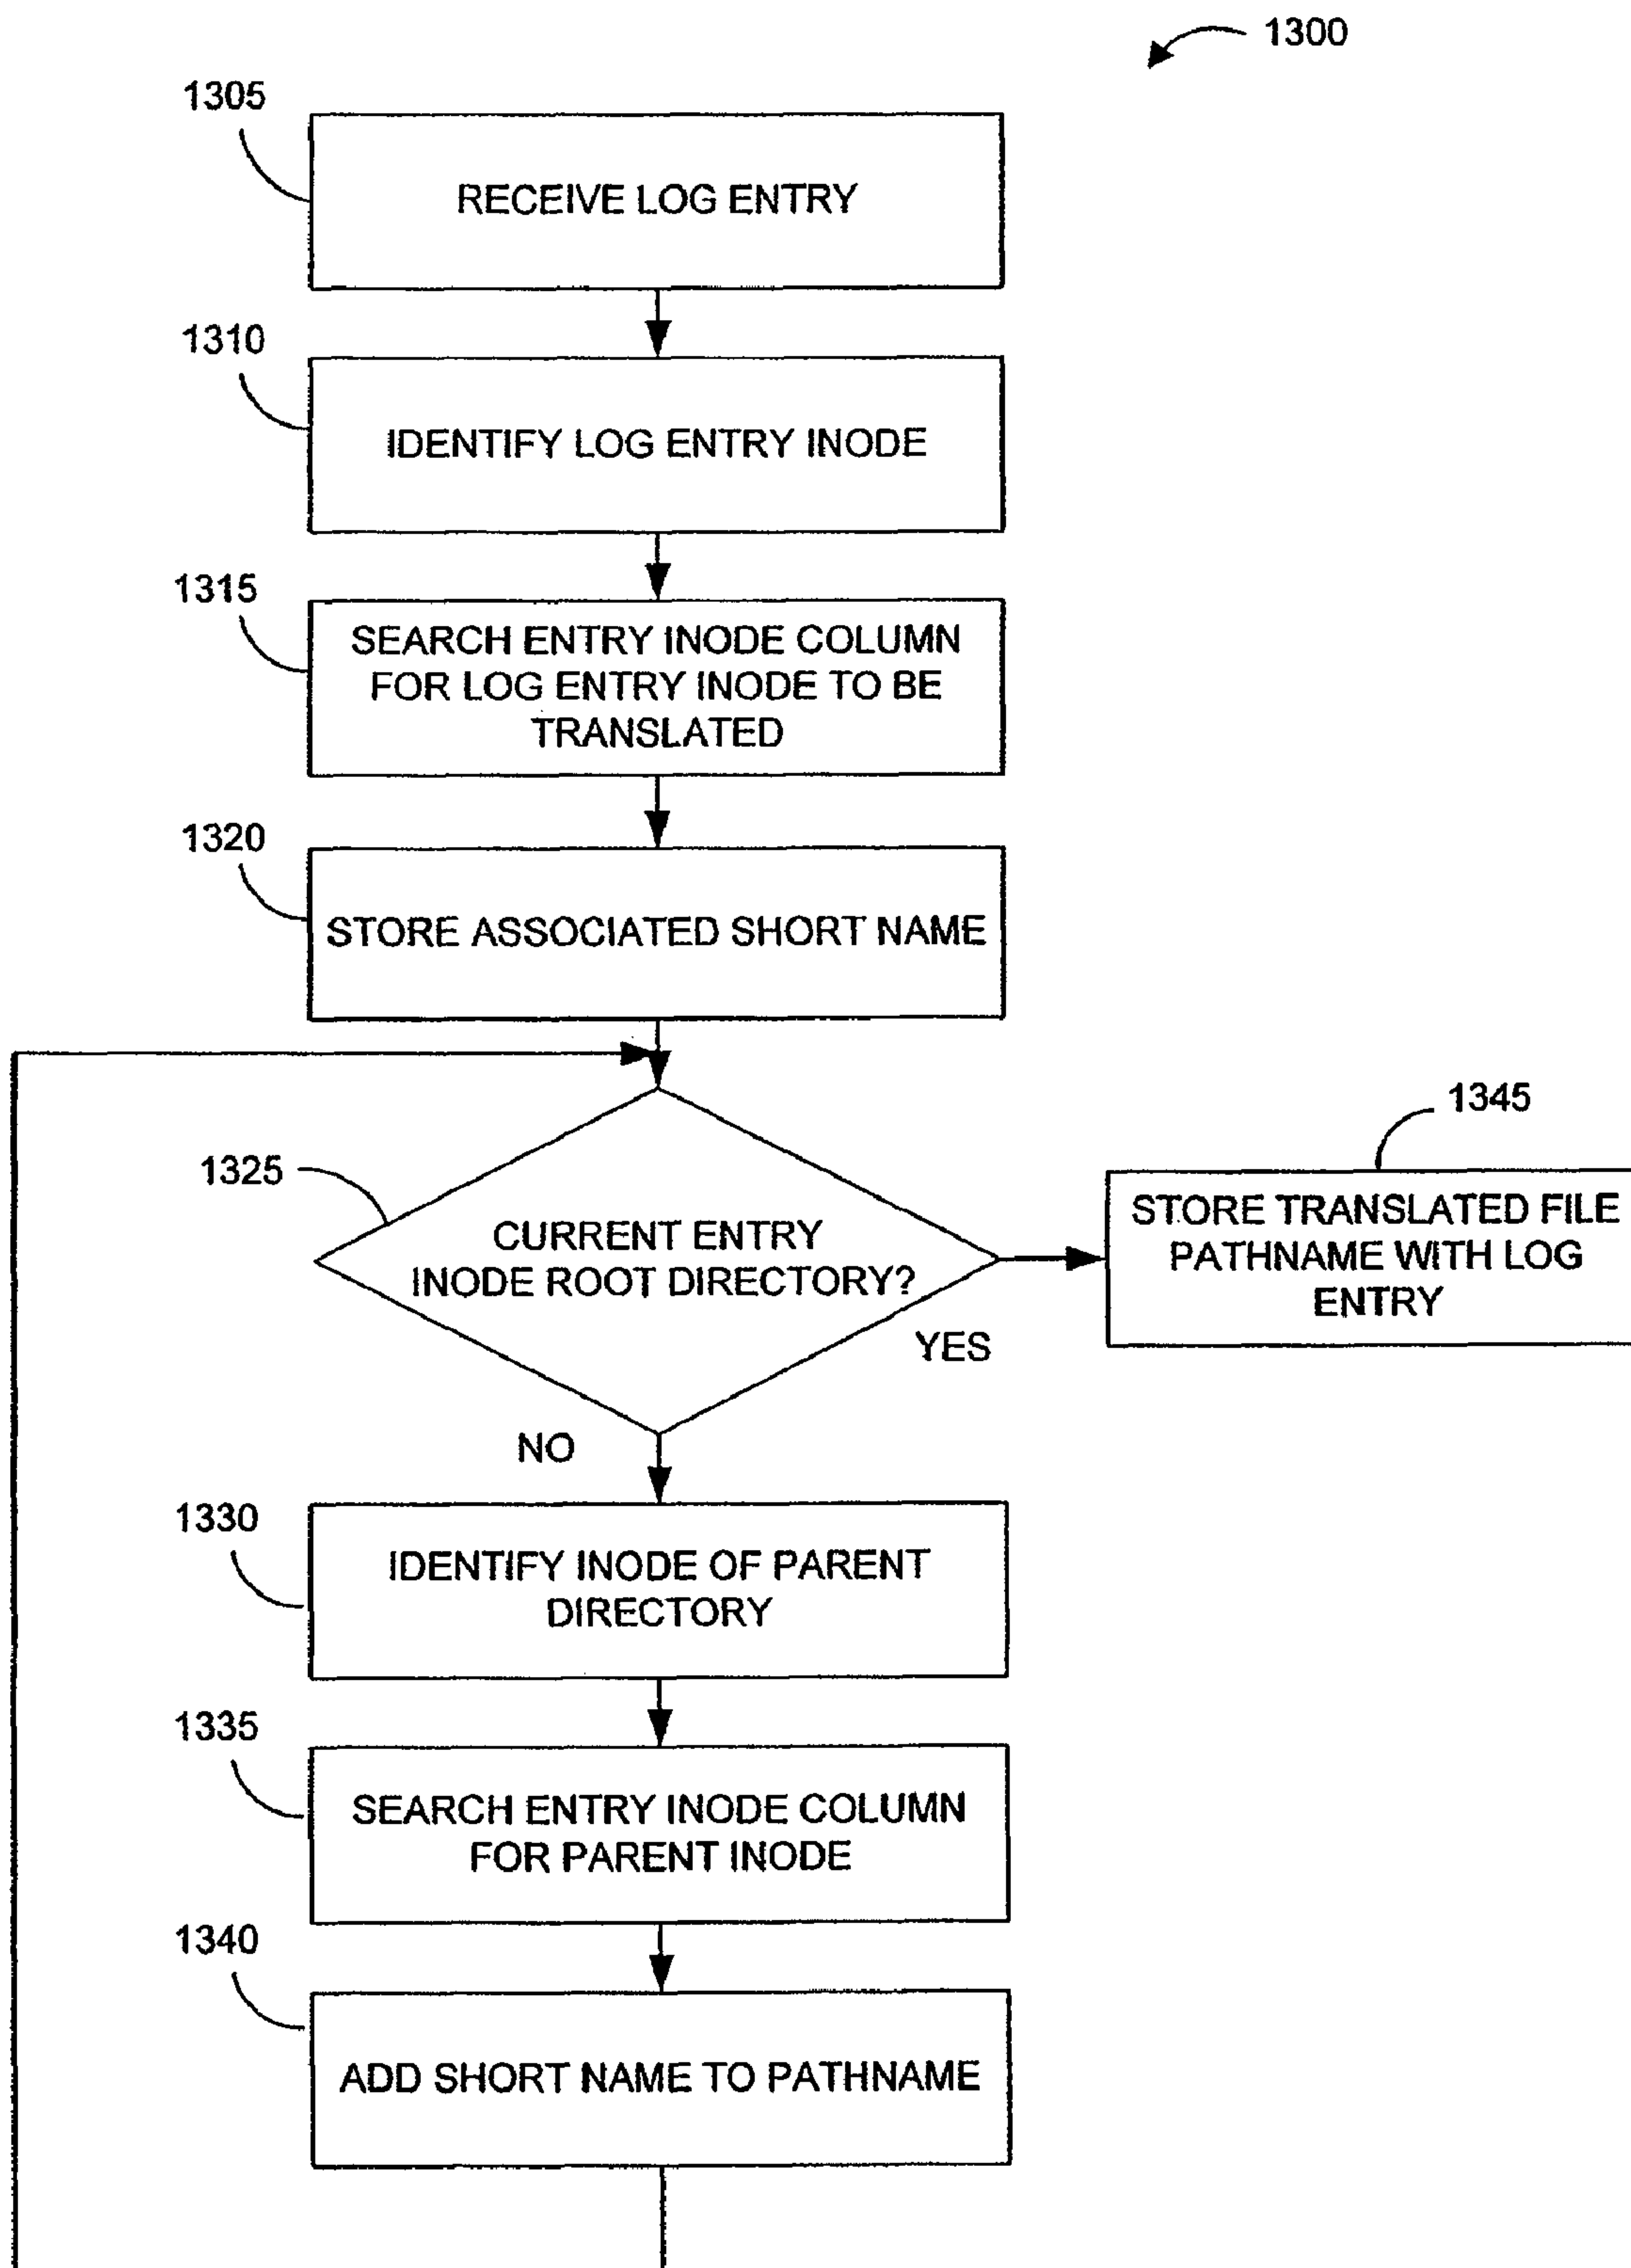 1300
1305
RECEIVE LOG ENTRY
1310
IDENTIFY LOG ENTRY INODE
1315
SEARCH ENTRY INODE COLUMN
FOR LOG ENTRY INODE TO BE
TRANSLATED
1320
STORE ASSOCIATED SHORT NAME
1325
CURRENT ENTRY
INODE ROOT DIRECTORY?
YES
1345
STORE TRANSLATED FILE
PATHNAME WITH LOG
ENTRY
NO
1330
IDENTIFY INODE OF PARENT
DIRECTORY
1335
SEARCH ENTRY INODE COLUMN
FOR PARENT INODE
1340
ADD SHORT NAME TO PATHNAME